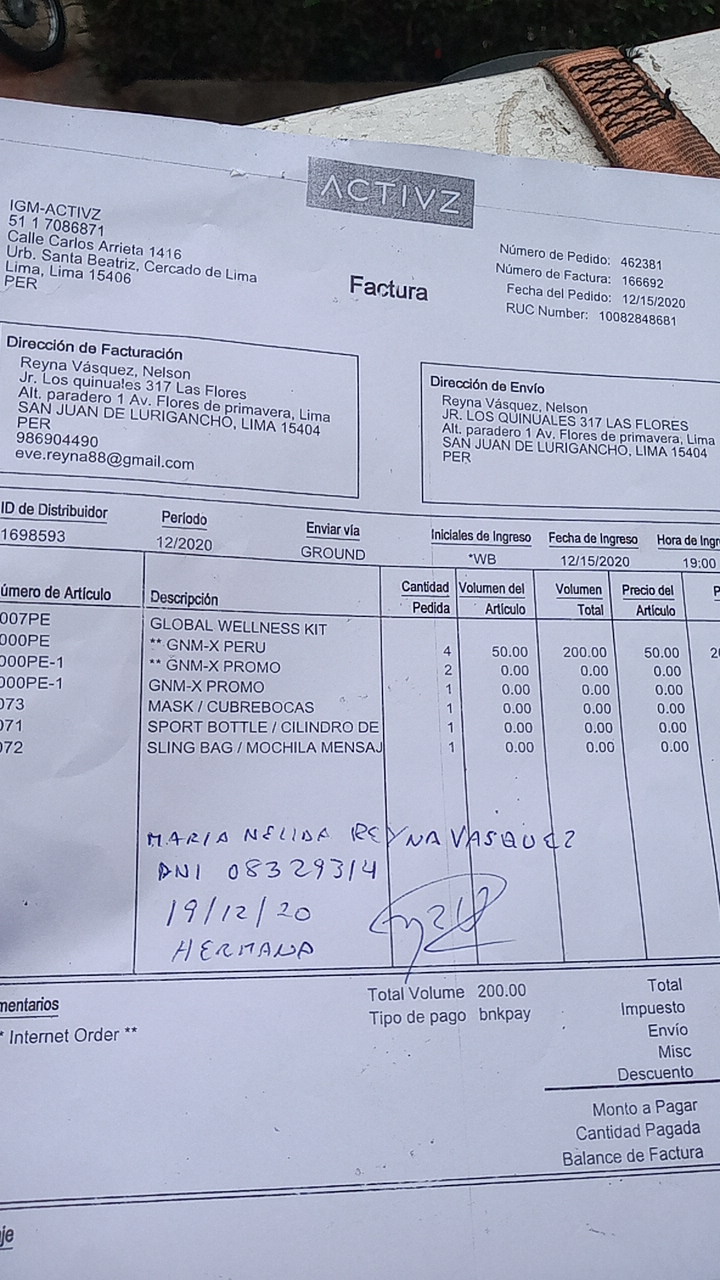 ACTIVZ
IGM-ACTIVZ
51 1 7086871
Calle Carlos Arrieta 1416
Urb. Santa Beatriz, Cercado de Lima
Lima, Lima 15406
PER
Factura
Número de Pedido: 462381
Número de Factura: 166692
Fecha del Pedido: 12/15/2020
RUC Number: 10082848681
Dirección de Facturación
Reyna Vásquez, Nelson
Jr. Los quinuales 317 Las Flores
Alt. paradero 1 Av. Flores de primavera, Lima
SAN JUAN DE LURIGANCHO, LIMA 15404
PER
986904490
eve.reyna88@gmail.com
Dirección de Envío
Reyna Vásquez, Nelson
JR. LOS QUINUALES 317 LAS FLORES
Alt. paradero 1 Av. Flores de primavera, Lima
SAN JUAN DE LURIGANCHO, LIMA 15404
PER
ID de Distribuidor Periodo Enviar vía Iniciales de Ingreso Fecha de Ingreso Hora de Ingr
1698593 12/2020 GROUND *WB 12/15/2020 19:00
úmero de Artículo Descripción Cantidad Pedida Volumen del Artículo Volumen Total Precio del Artículo P
007PE GLOBAL WELLNESS KIT
000PE ** GNM-X PERU 4 50.00 200.00 50.00 20
000PE-1 ** GNM-X PROMO 2 0.00 0.00 0.00
000PE-1 GNM-X PROMO 1 0.00 0.00 0.00
073 MASK / CUBREBOCAS 1 0.00 0.00 0.00
071 SPORT BOTTLE / CILINDRO DE 1 0.00 0.00 0.00
072 SLING BAG / MOCHILA MENSAJ 1 0.00 0.00 0.00
MARIA NELIDA REYNA VASQUEZ
DNI 08329314
19/12/20
HERMANA
mentarios
* Internet Order **
Total Volume 200.00
Tipo de pago bnkpay
Total
Impuesto
Envío
Misc
Descuento
Monto a Pagar
Cantidad Pagada
Balance de Factura
je